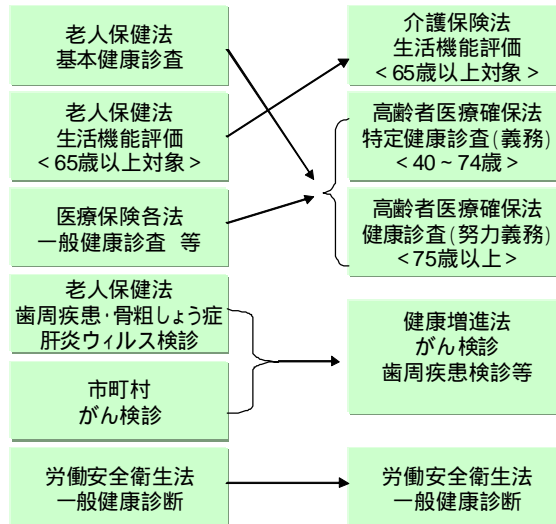 老人保健法
基本健康診査
老人保健法
生活機能評価
<65歳以上対象>
医療保険各法
一般健康診査 等
老人保健法
歯周疾患・骨粗しょう症
肝炎ウィルス検診
市町村
がん検診
労働安全衛生法
一般健康診断
介護保険法
生活機能評価
<65歳以上対象>
高齢者医療確保法
特定健康診査(義務)
<40~74歳>
高齢者医療確保法
健康診査(努力義務)
<75歳以上>
健康増進法
がん検診
歯周疾患検診等
労働安全衛生法
一般健康診断